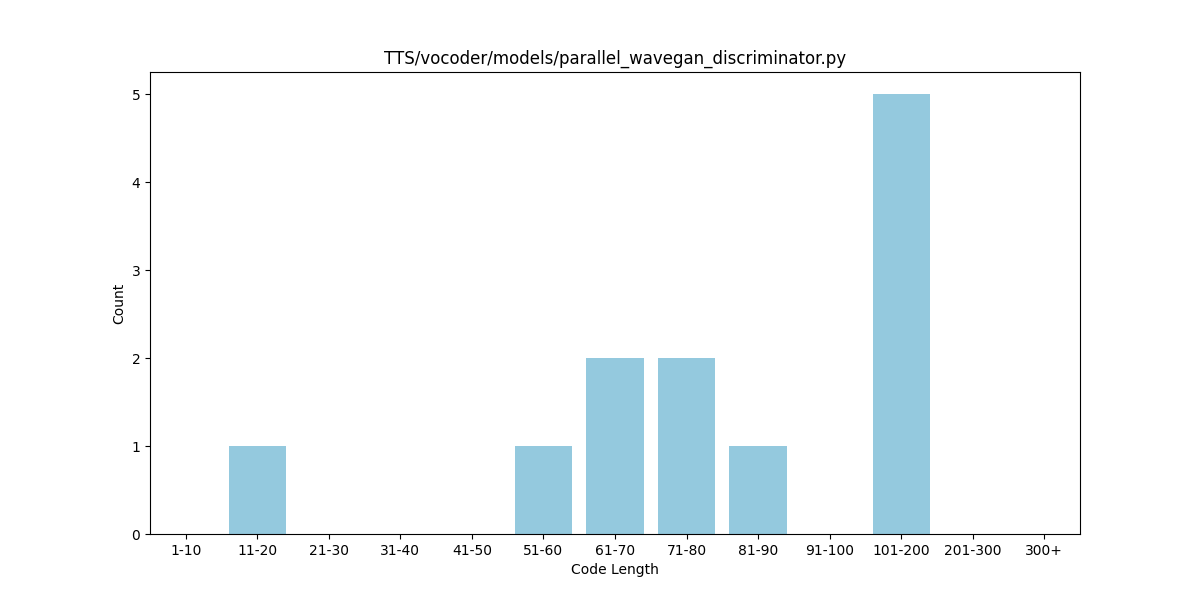 TTS/vocoder/models/parallel_wavegan_discriminator.py
Count
5
4
3
2
1
0
1-10 11-20 21-30 31-40 41-50 51-60 61-70 71-80 81-90 91-100 101-200 201-300 300+
Code Length